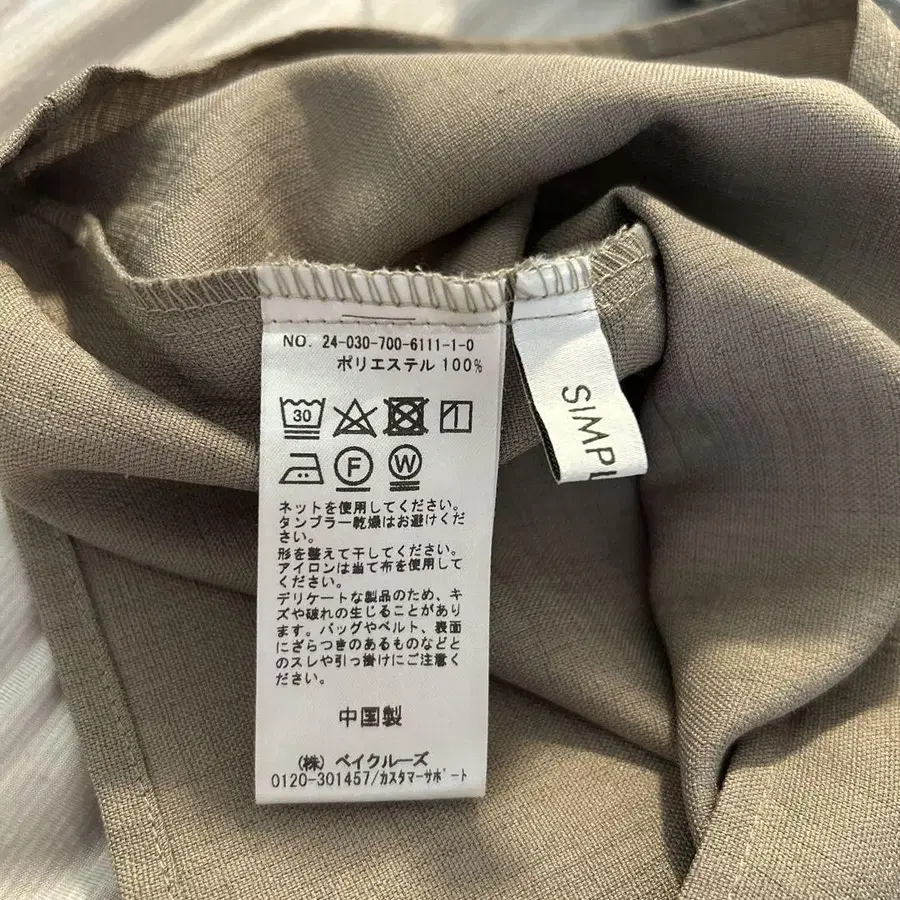 NO. 24-030-700-6111-1-0
ポリエステル 100%
30
F W
ネットを使用してください。
タンブラー乾燥はお避けくだ
さい。
形を整えて干してください。
アイロンは当て布を使用して
ください。
デリケートな製品のため、キ
ズや破れの生じることがあり
ます。バッグやベルト、表面
にざらつきのあるものなどと
のスレや引っ掛けにご注意く
ださい。
中国製
(株) ベイクルーズ
0120-301457/カスタマーサポート
SIMPL